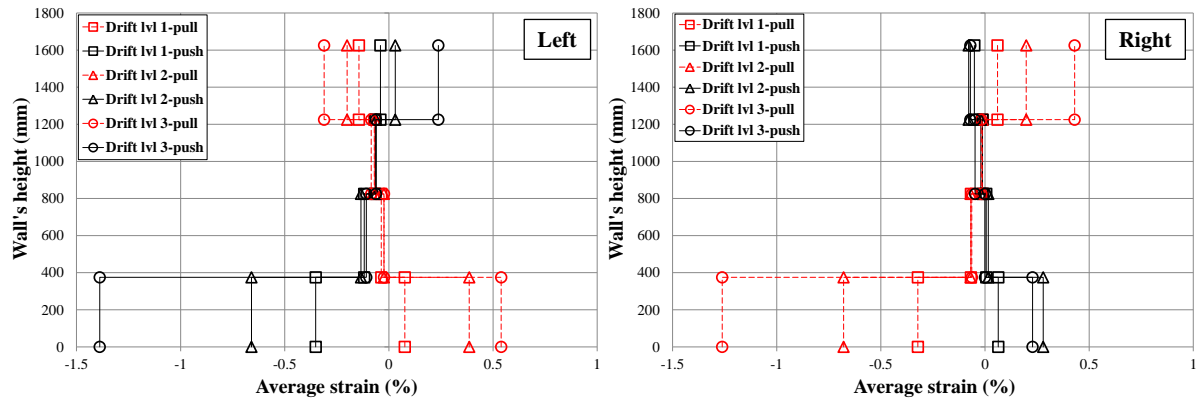 Drift lvl 1-pull
Drift lvl 1-push
Drift lvl 2-pull
Drift lvl 2-push
Drift lvl 3-pull
Drift lvl 3-push
Left
Wall's height (mm)
1800
1600
1400
1200
1000
800
600
400
200
0
-1.5 -1 -0.5 0 0.5 1
Average strain (%)
Drift lvl 1-pull
Drift lvl 1-push
Drift lvl 2-pull
Drift lvl 2-push
Drift lvl 3-pull
Drift lvl 3-push
Right
Wall's height (mm)
1800
1600
1400
1200
1000
800
600
400
200
0
-1.5 -1 -0.5 0 0.5 1
Average strain (%)